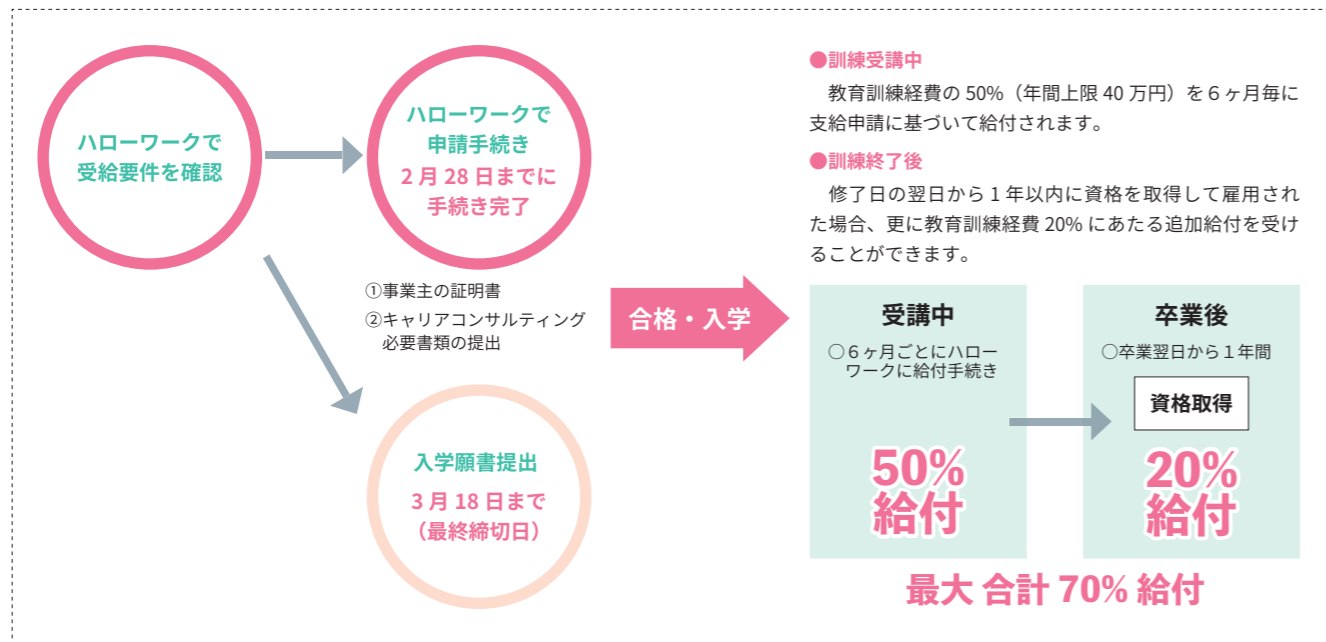 ハローワークで
受給要件を確認
ハローワークで
申請手続き
2月28日までに
手続き完了
①事業主の証明書
②キャリアコンサルティング
必要書類の提出
入学願書提出
3月18日まで
（最終締切日）
合格・入学
●訓練受講中
教育訓練経費の50%（年間上限40万円）を６ヶ月毎に
支給申請に基づいて給付されます。
●訓練終了後
修了日の翌日から1年以内に資格を取得して雇用され
た場合、更に教育訓練経費20%にあたる追加給付を受け
ることができます。
受講中
○６ヶ月ごとにハロー
ワークに給付手続き
50%
給付
卒業後
○卒業翌日から１年間
資格取得
20%
給付
最大 合計 70% 給付